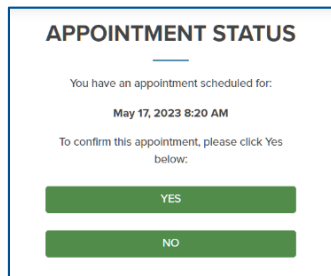 APPOINTMENT STATUS
You have an appointment scheduled for:
May 17, 2023 8:20 AM
To confirm this appointment, please click Yes
below:
YES
NO